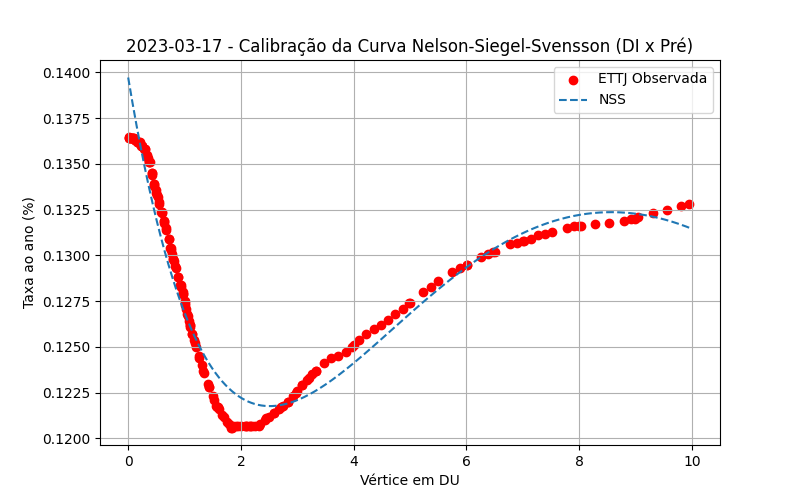 2023-03-17 - Calibração da Curva Nelson-Siegel-Svensson (DI x Pré)
ETTJ Observada
NSS
Taxa ao ano (%)
0.1400
0.1375
0.1350
0.1325
0.1300
0.1275
0.1250
0.1225
0.1200
0 2 4 6 8 10
Vértice em DU